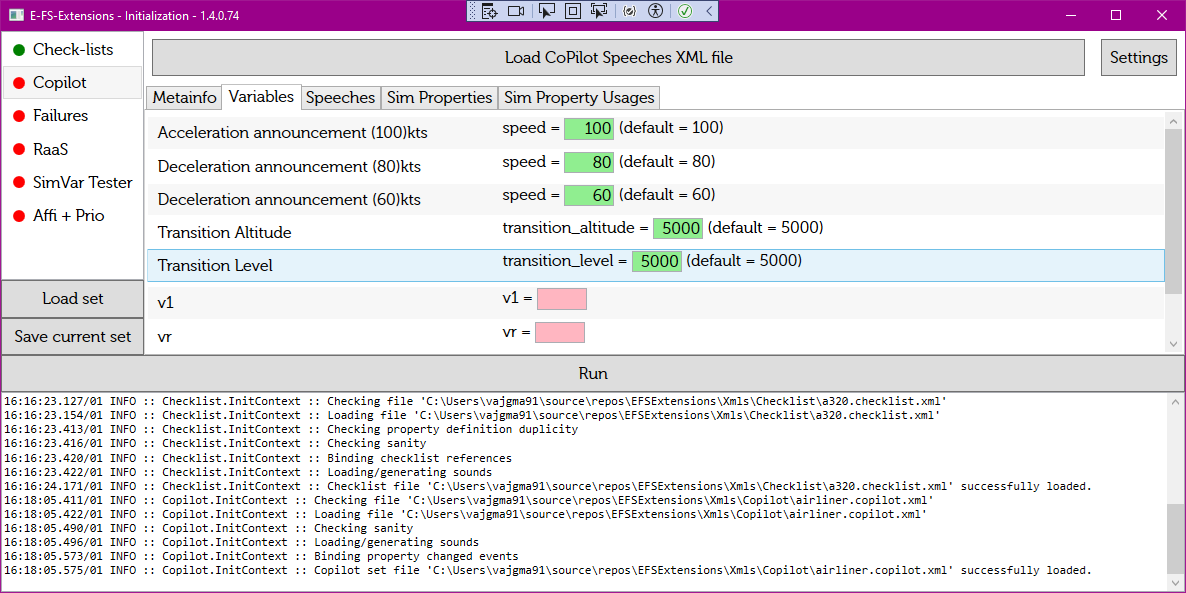 E-FS-Extensions - Initialization - 1.4.0.74
Check-lists
Copilot
Failures
RaaS
SimVar Tester
Affi + Prio
Load set
Save current set
Load CoPilot Speeches XML file
Settings
Metainfo Variables Speeches Sim Properties Sim Property Usages
Acceleration announcement (100)kts speed = 100 (default = 100)
Deceleration announcement (80)kts speed = 80 (default = 80)
Deceleration announcement (60)kts speed = 60 (default = 60)
Transition Altitude transition_altitude = 5000 (default = 5000)
Transition Level transition_level = 5000 (default = 5000)
v1 v1 =
vr vr =
Run
16:16:23.127/01 INFO :: Checklist.InitContext :: Checking file 'C:\Users\vajgma91\source\repos\EFSExtensions\Xmls\Checklist\a320.checklist.xml'
16:16:23.154/01 INFO :: Checklist.InitContext :: Loading file 'C:\Users\vajgma91\source\repos\EFSExtensions\Xmls\Checklist\a320.checklist.xml'
16:16:23.413/01 INFO :: Checklist.InitContext :: Checking property definition duplicity
16:16:23.416/01 INFO :: Checklist.InitContext :: Checking sanity
16:16:23.420/01 INFO :: Checklist.InitContext :: Binding checklist references
16:16:23.422/01 INFO :: Checklist.InitContext :: Loading/generating sounds
16:16:24.171/01 INFO :: Checklist.InitContext :: Checklist file 'C:\Users\vajgma91\source\repos\EFSExtensions\Xmls\Checklist\a320.checklist.xml' successfully loaded.
16:18:05.411/01 INFO :: Copilot.InitContext :: Checking file 'C:\Users\vajgma91\source\repos\EFSExtensions\Xmls\Copilot\airliner.copilot.xml'
16:18:05.422/01 INFO :: Copilot.InitContext :: Loading file 'C:\Users\vajgma91\source\repos\EFSExtensions\Xmls\Copilot\airliner.copilot.xml'
16:18:05.490/01 INFO :: Copilot.InitContext :: Checking sanity
16:18:05.496/01 INFO :: Copilot.InitContext :: Loading/generating sounds
16:18:05.573/01 INFO :: Copilot.InitContext :: Binding property changed events
16:18:05.575/01 INFO :: Copilot.InitContext :: Copilot set file 'C:\Users\vajgma91\source\repos\EFSExtensions\Xmls\Copilot\airliner.copilot.xml' successfully loaded.